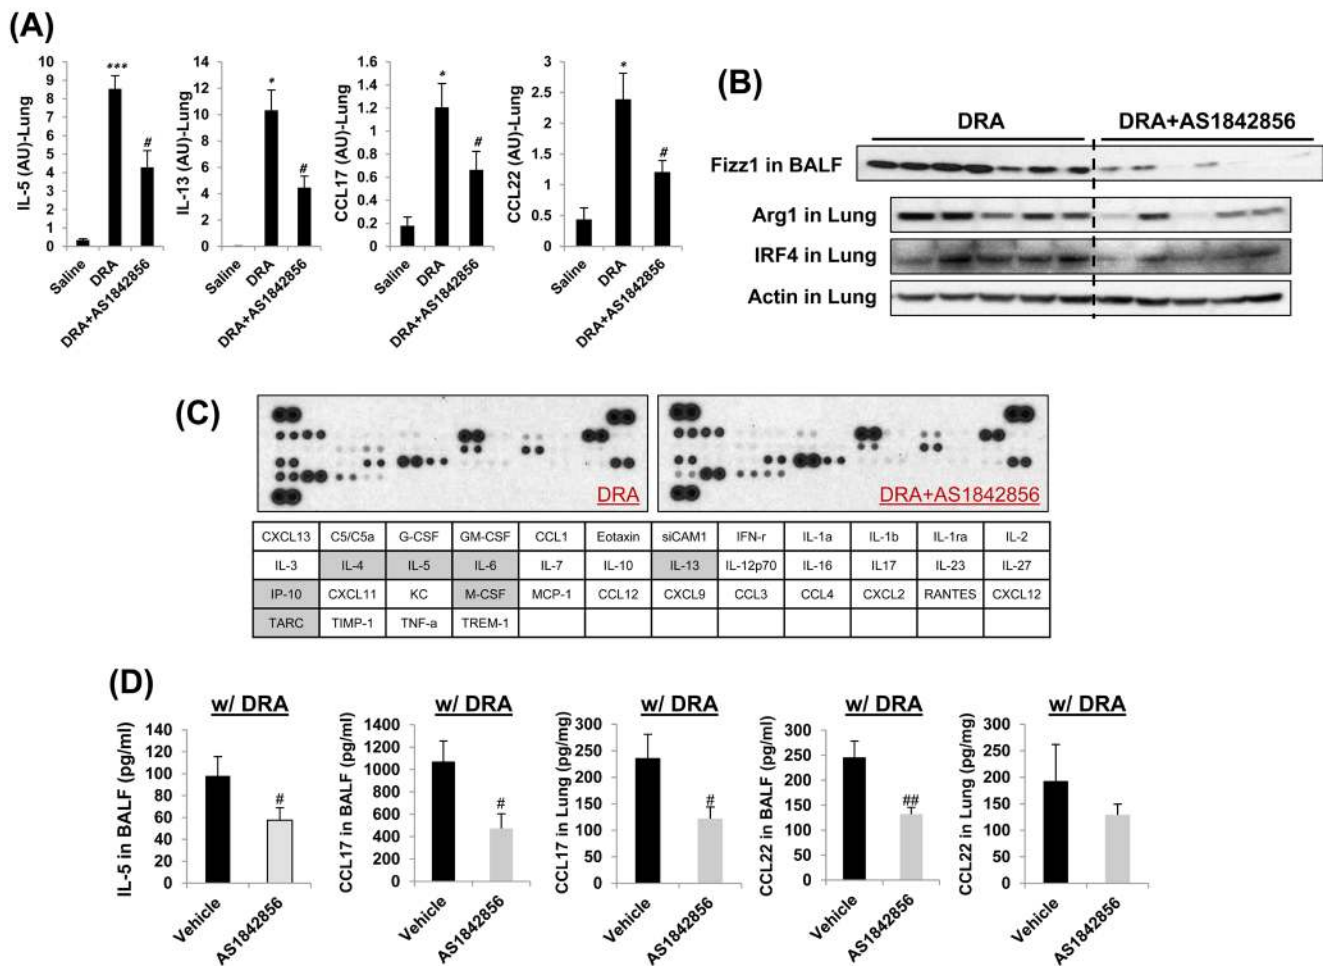 (A)
IL-5 (AU)-Lung
10
9
8
7
6
5
4
3
2
1
0
***
#
Saline
DRA
DRA+AS1842856
IL-13 (AU)-Lung
14
12
10
8
6
4
2
0
*
#
Saline
DRA
DRA+AS1842856
CCL17 (AU)-Lung
1.6
1.4
1.2
1
0.8
0.6
0.4
0.2
0
*
#
Saline
DRA
DRA+AS1842856
CCL22 (AU)-Lung
3
2.5
2
1.5
1
0.5
0
*
#
Saline
DRA
DRA+AS1842856
(B)
DRA DRA+AS1842856
Fizz1 in BALF
Arg1 in Lung
IRF4 in Lung
Actin in Lung
(C)
DRA
DRA+AS1842856
CXCL13 C5/C5a G-CSF GM-CSF CCL1 Eotaxin siCAM1 IFN-r IL-1a IL-1b IL-1ra IL-2
IL-3 IL-4 IL-5 IL-6 IL-7 IL-10 IL-13 IL-12p70 IL-16 IL17 IL-23 IL-27
IP-10 CXCL11 KC M-CSF MCP-1 CCL12 CXCL9 CCL3 CCL4 CXCL2 RANTES CXCL12
TARC TIMP-1 TNF-a TREM-1
(D)
w/ DRA
IL-5 in BALF (pg/ml)
140
120
100
80
60
40
20
0
#
Vehicle
AS1842856
w/ DRA
CCL17 in BALF (pg/ml)
1400
1200
1000
800
600
400
200
0
#
Vehicle
AS1842856
w/ DRA
CCL17 in Lung (pg/mg)
300
250
200
150
100
50
0
#
Vehicle
AS1842856
w/ DRA
CCL22 in BALF (pg/ml)
300
250
200
150
100
50
0
##
Vehicle
AS1842856
w/ DRA
CCL22 in Lung (pg/mg)
300
250
200
150
100
50
0
Vehicle
AS1842856